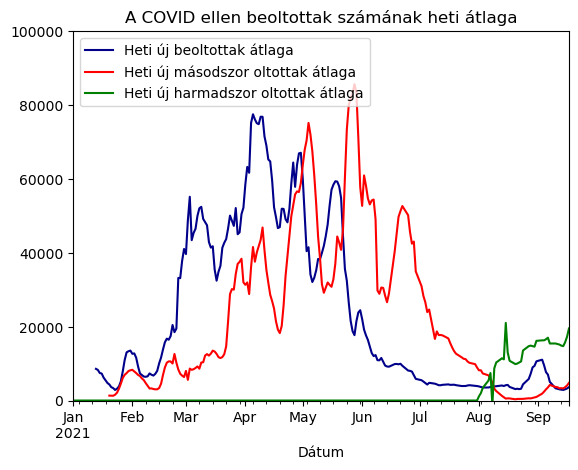 A COVID ellen beoltottak számának heti átlaga
100000
80000
60000
40000
20000
0
Heti új beoltottak átlaga
Heti új másodszor oltottak átlaga
Heti új harmadszor oltottak átlaga
Jan Feb Mar Apr May Jun Jul Aug Sep
2021
Dátum